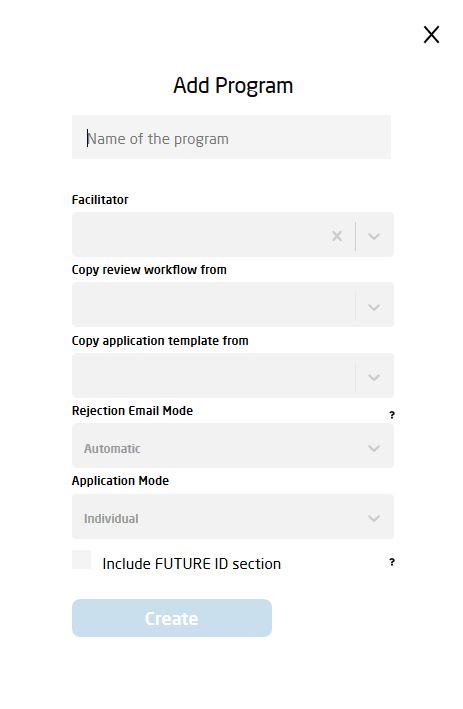 Add Program
Name of the program
Facilitator
Copy review workflow from
Copy application template from
Rejection Email Mode
?
Automatic
Application Mode
Individual
Include FUTURE ID section
?
Create